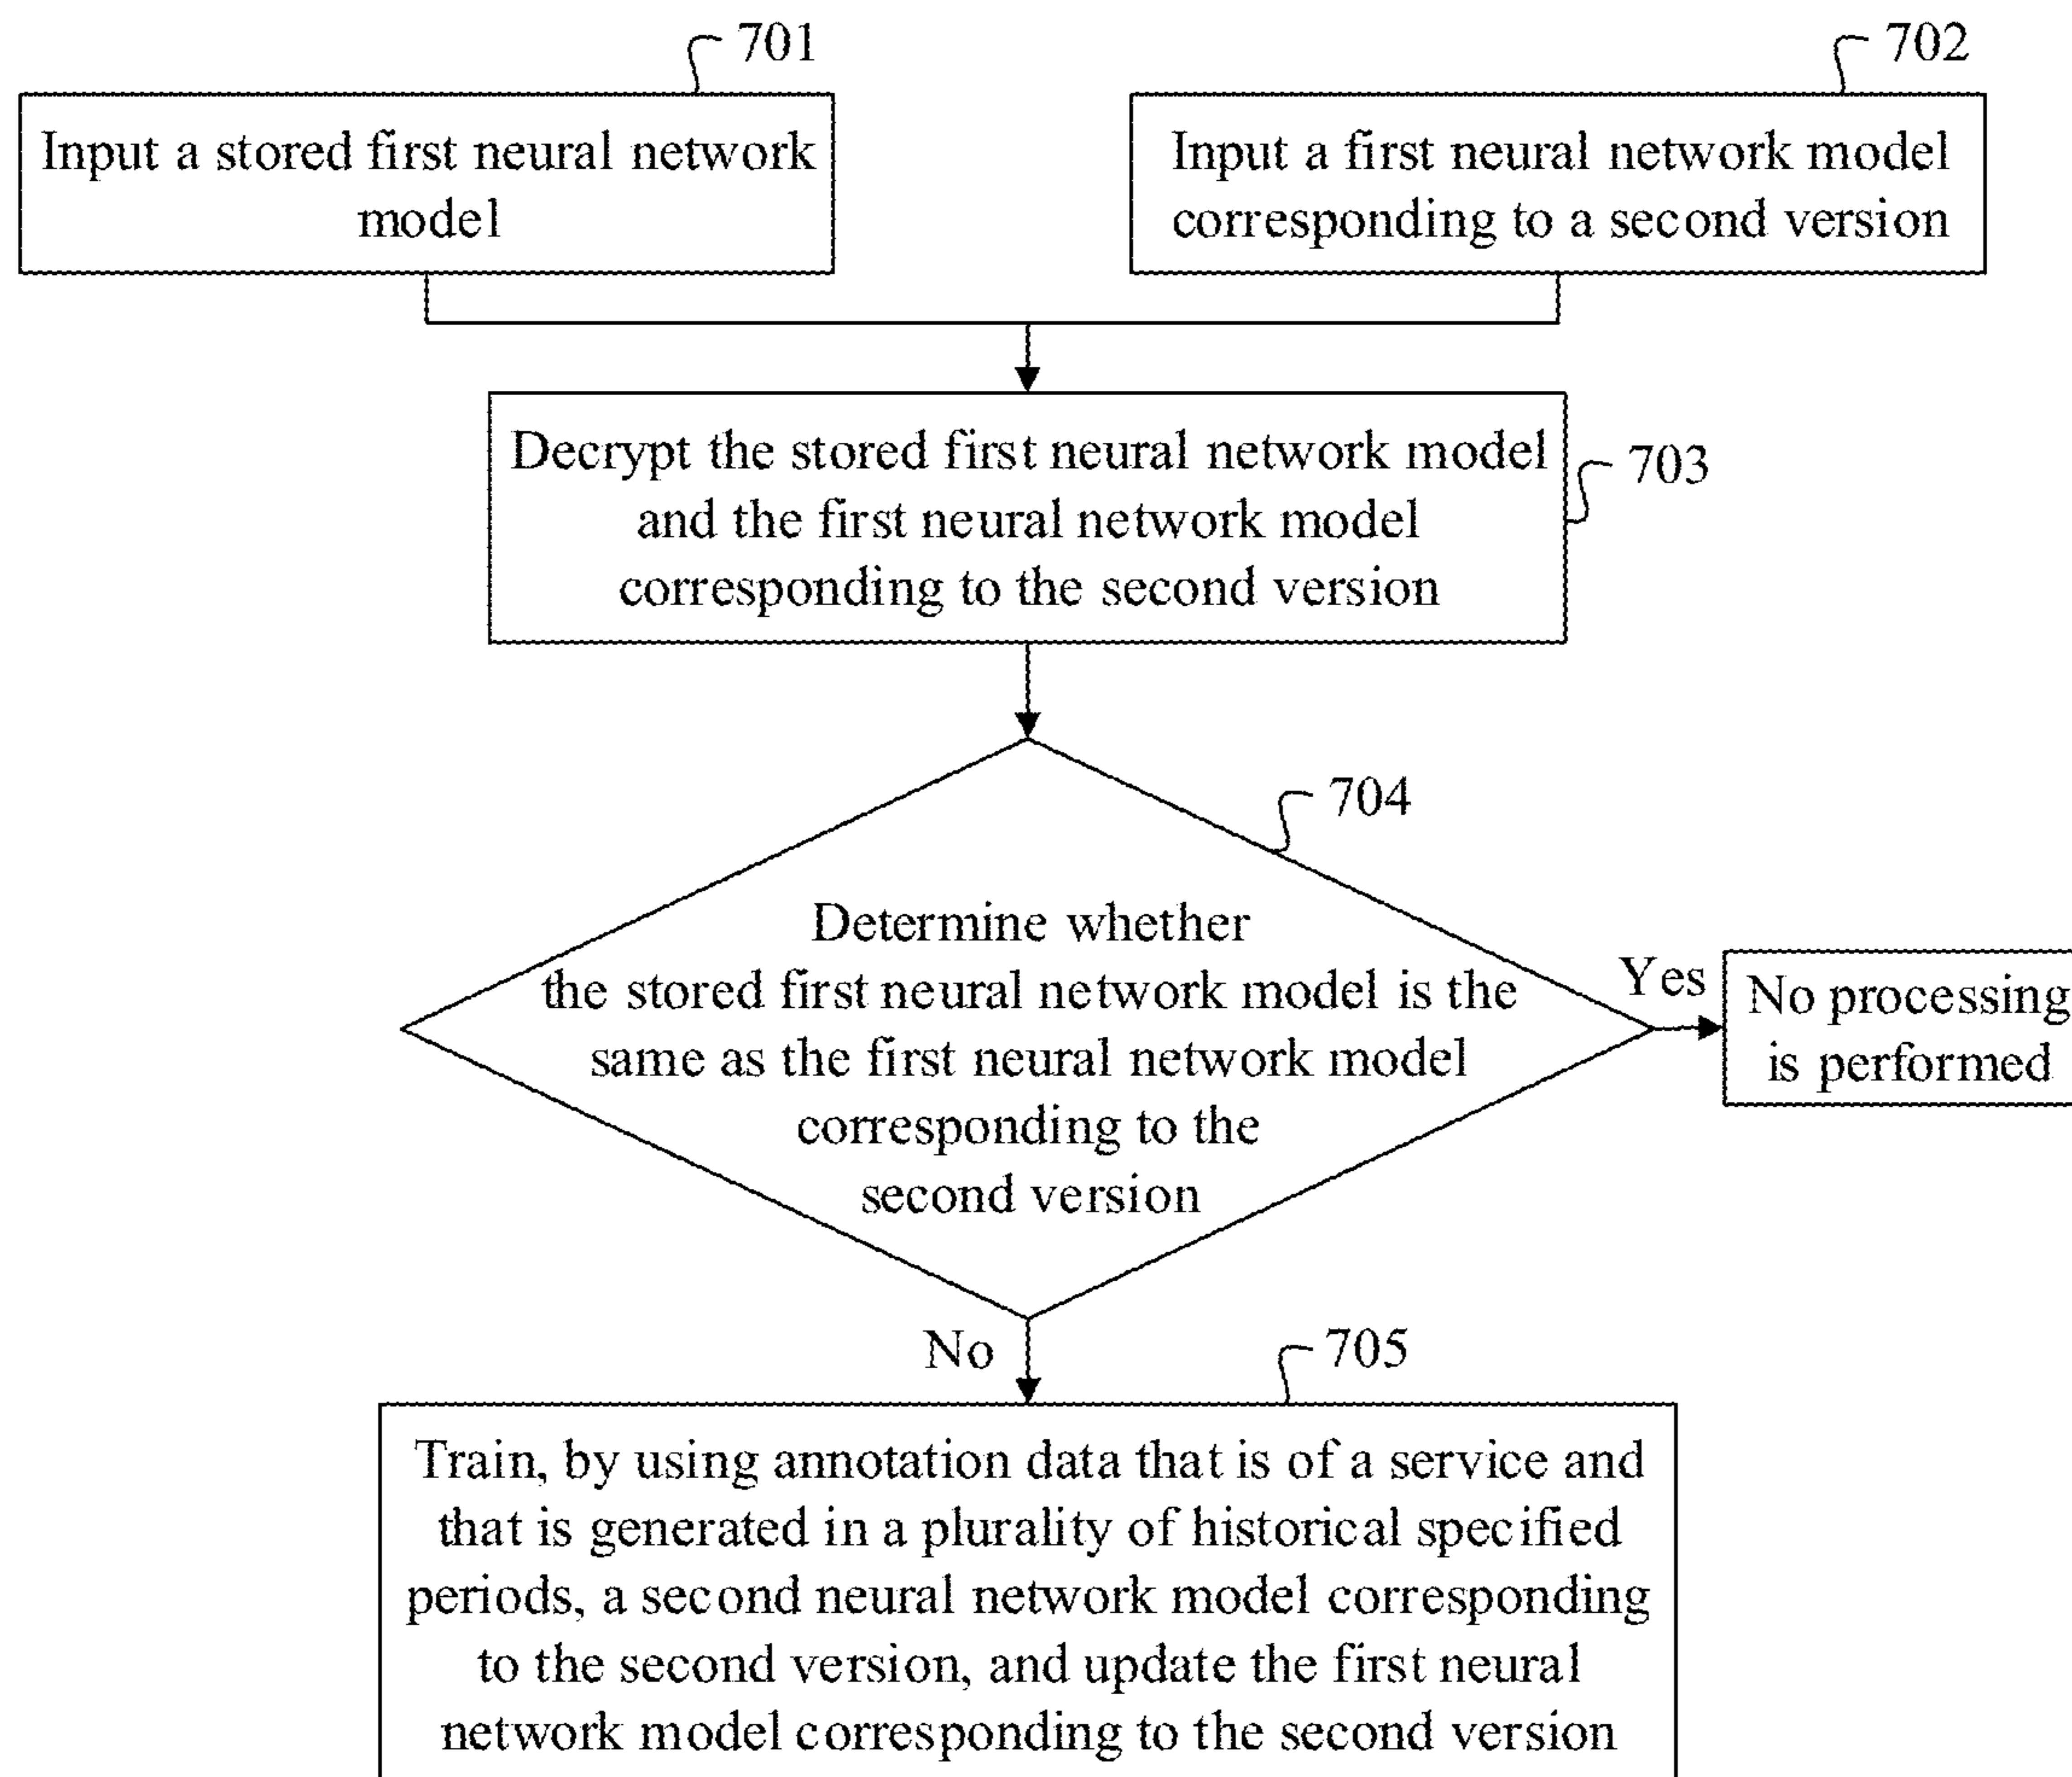 701
Input a stored first neural network
model
702
Input a first neural network model
corresponding to a second version
Decrypt the stored first neural network model
and the first neural network model
corresponding to the second version
703
704
Determine whether
the stored first neural network model is the
same as the first neural network model
corresponding to the
second version
Yes
No processing
is performed
No
705
Train, by using annotation data that is of a service and
that is generated in a plurality of historical specified
periods, a second neural network model corresponding
to the second version, and update the first neural
network model corresponding to the second version